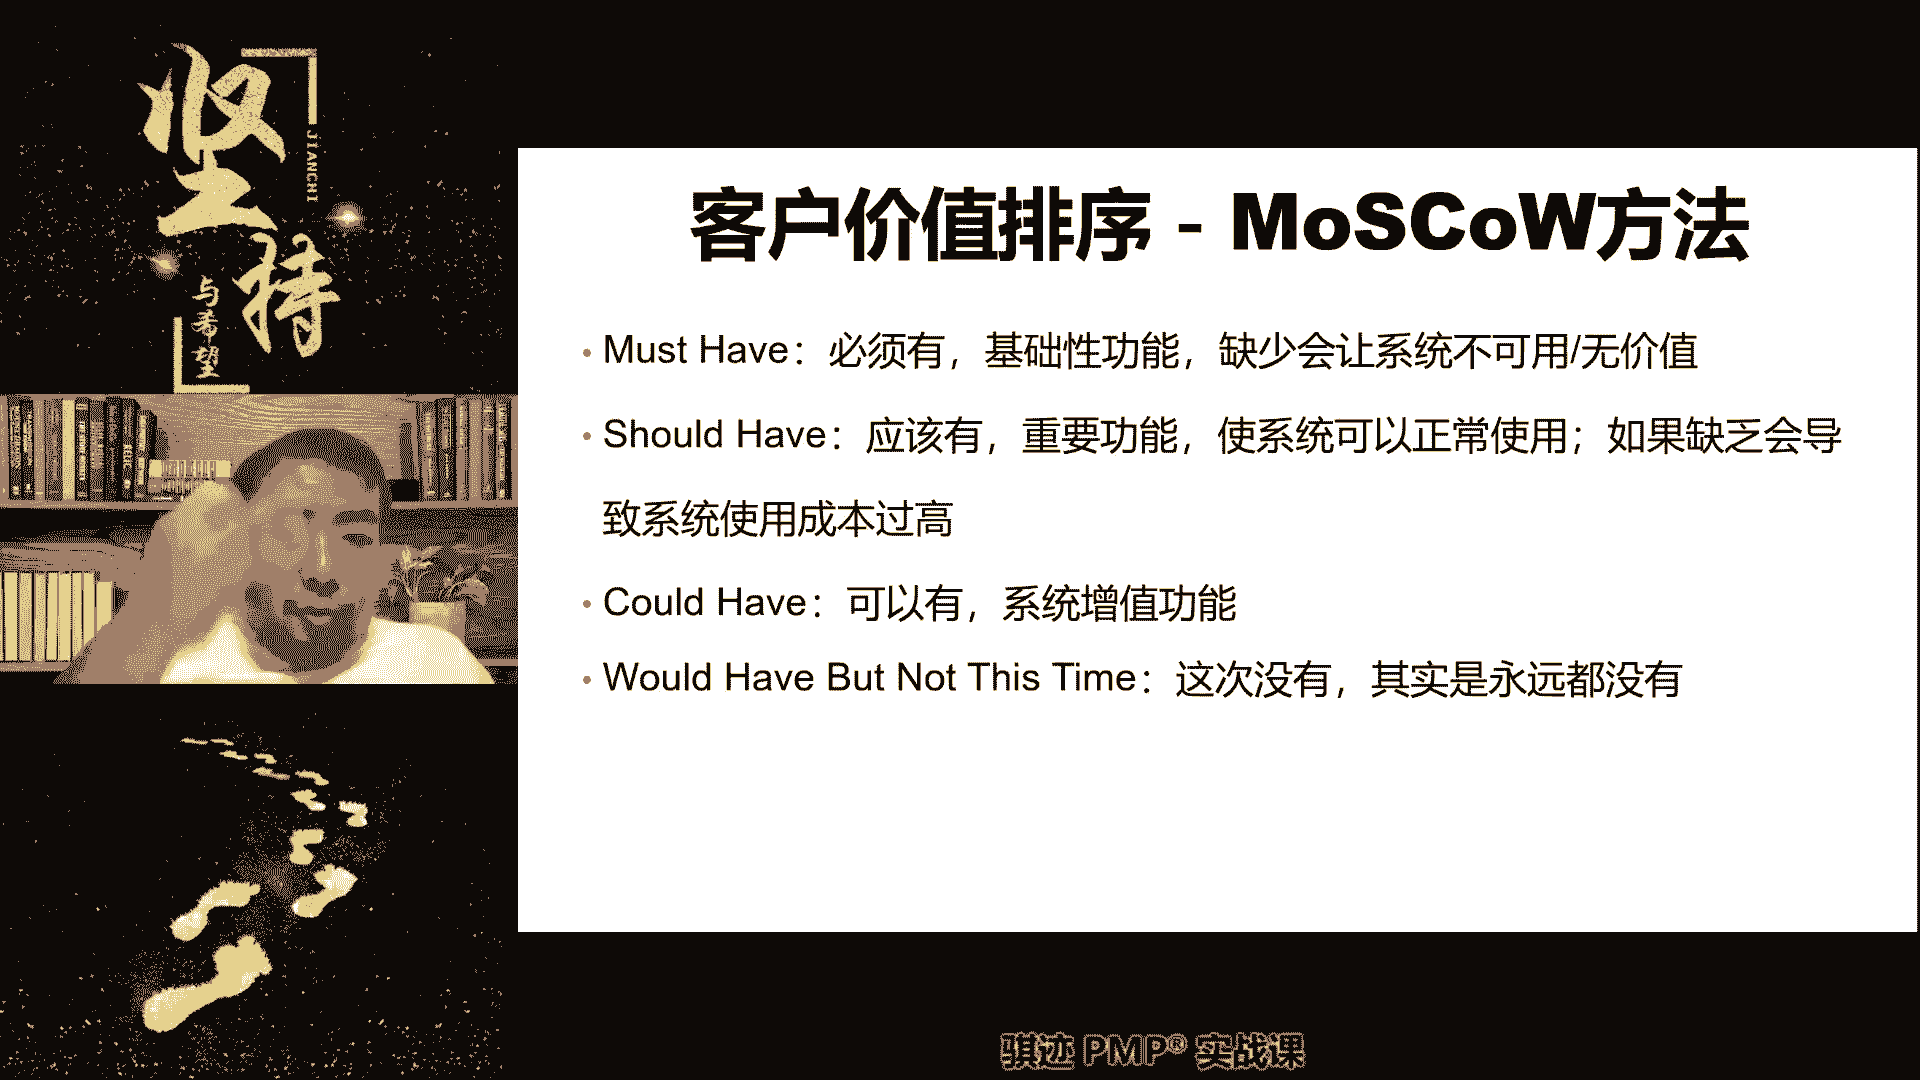 坚持
JIANCHI
与希望
客户价值排序 - MoSCoW方法
• Must Have：必须有，基础性功能，缺少会让系统不可用/无价值
• Should Have：应该有，重要功能，使系统可以正常使用；如果缺乏会导
致系统使用成本过高
• Could Have：可以有，系统增值功能
• Would Have But Not This Time：这次没有，其实是永远都没有
骐迹 PMP® 实战课